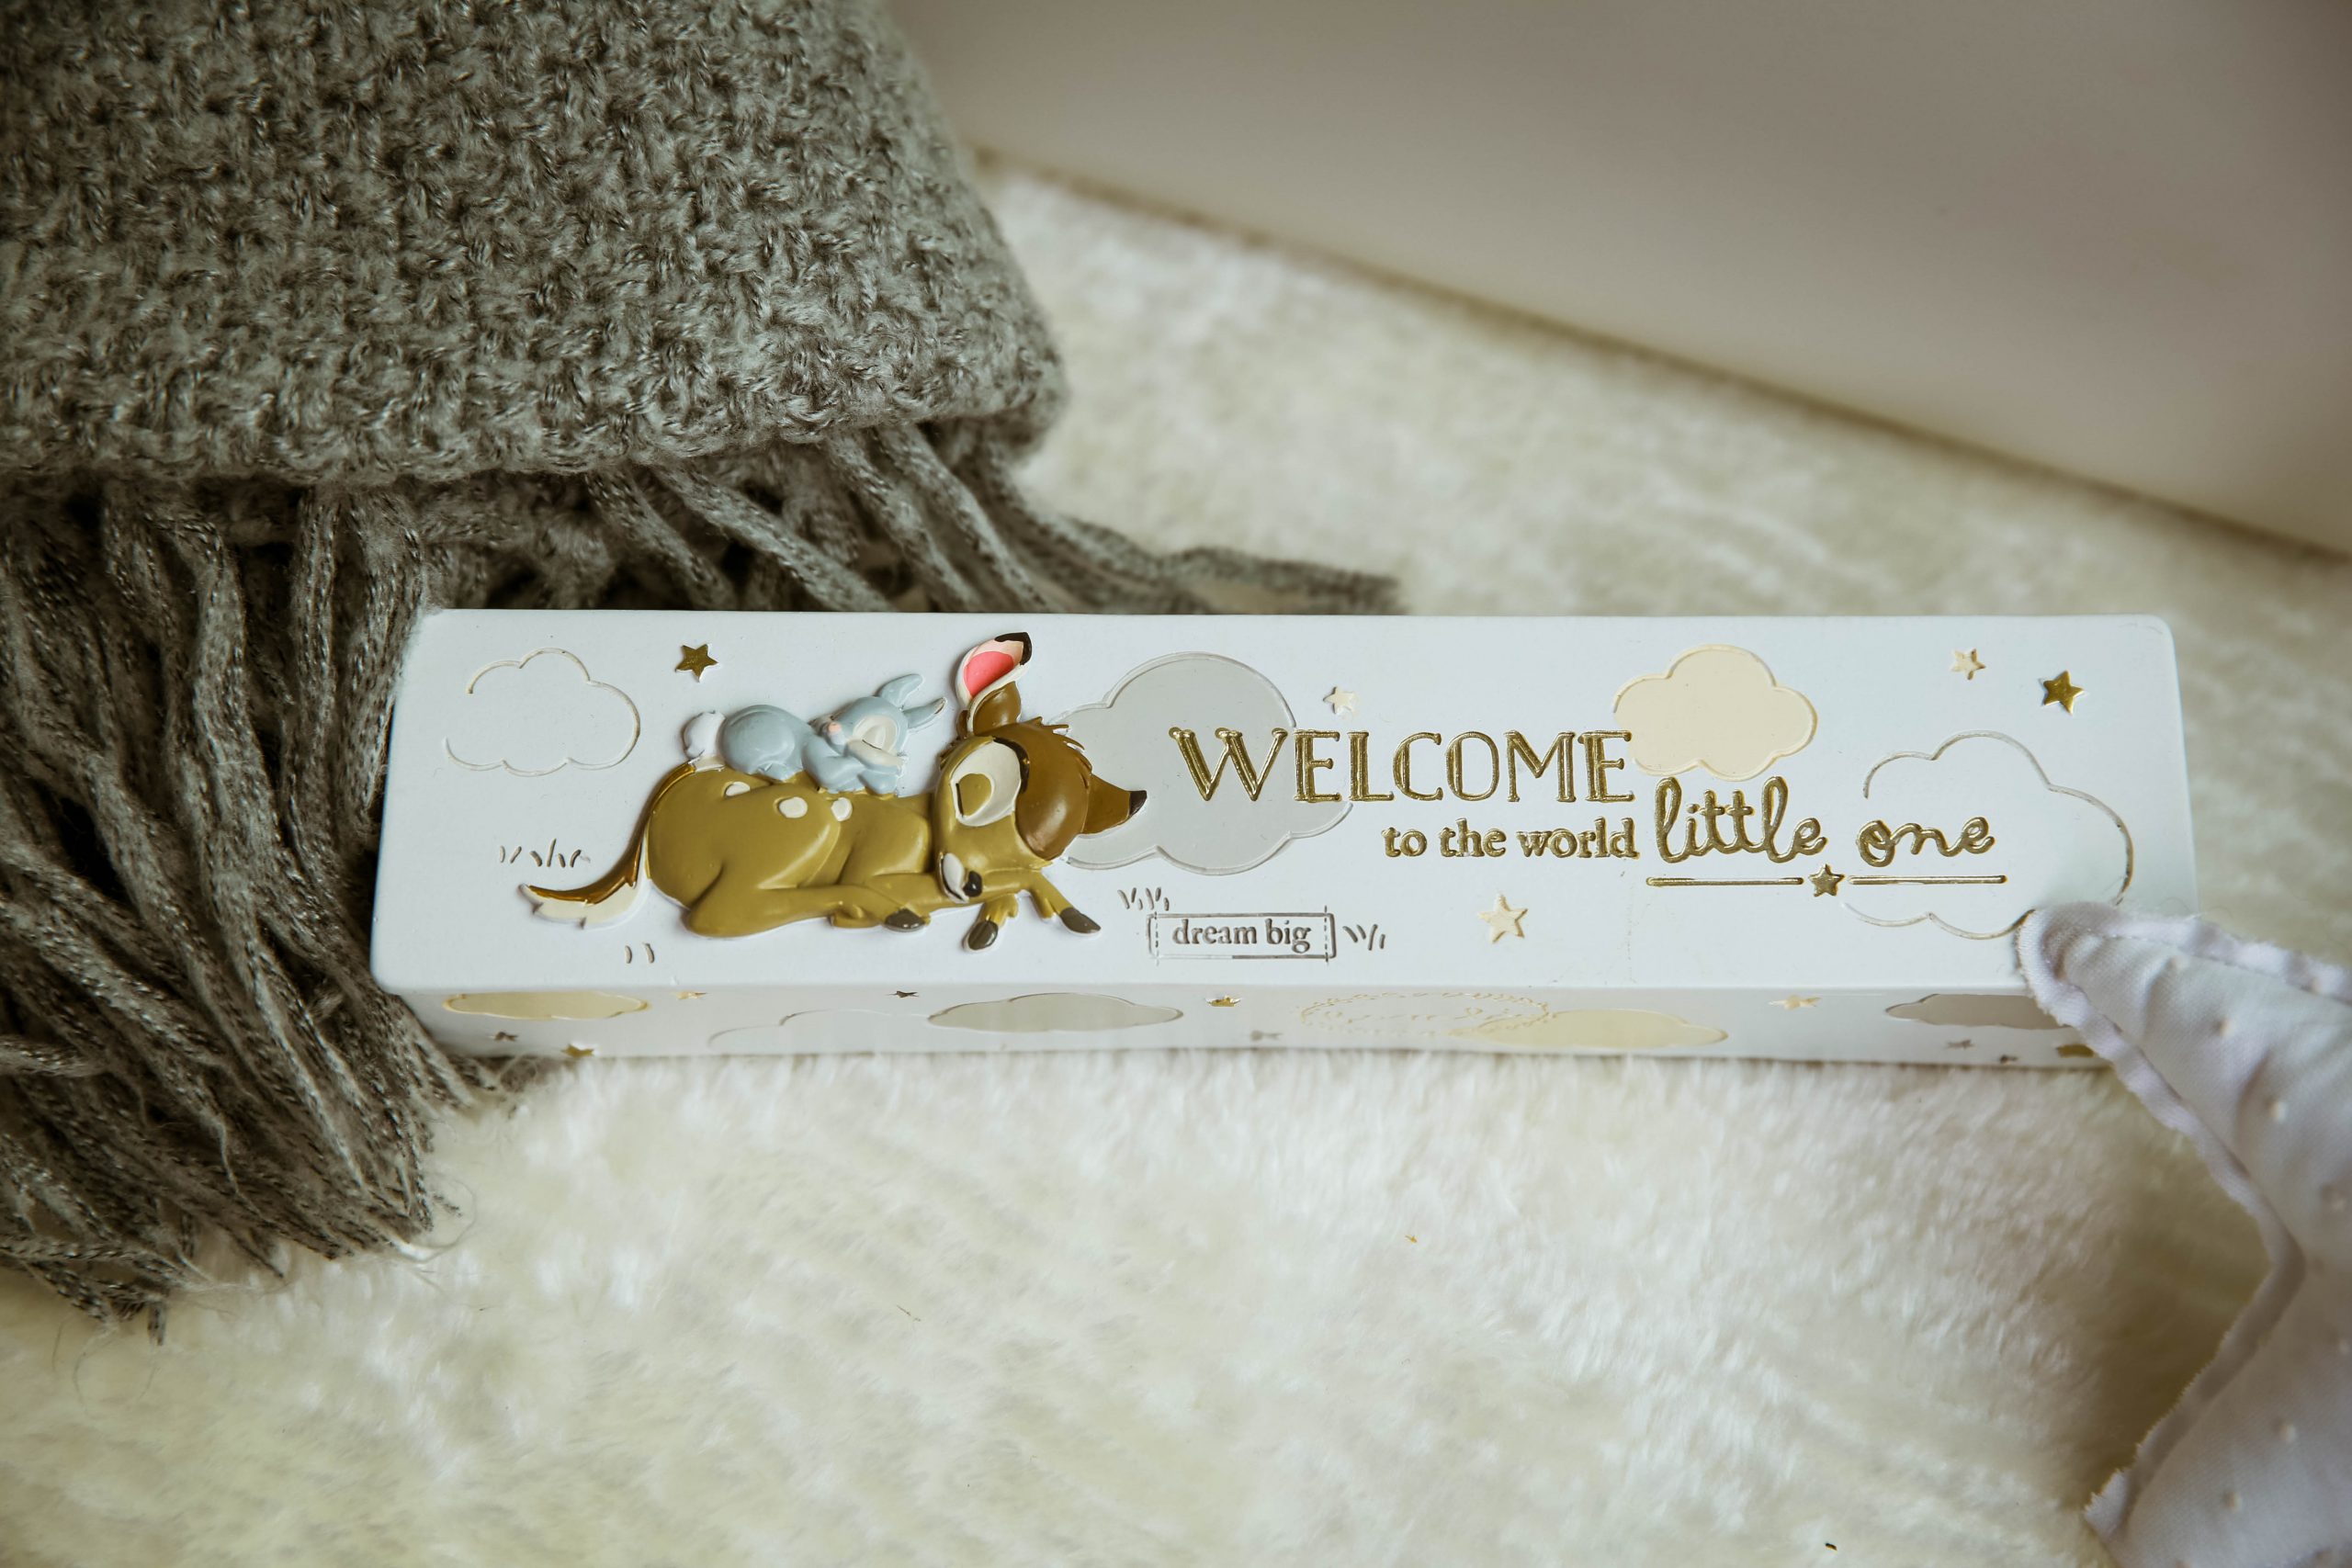 WELCOME
to the world little one
dream big